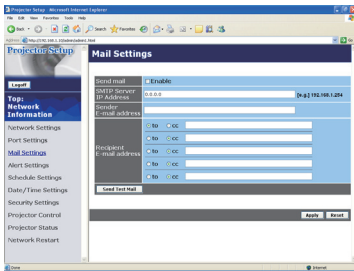 Projector Setup - Microsoft Internet Explorer
File Edit View Favorites Tools Help
Back Search Favorites
Projector Setup
Mail Settings
Logoff
Top:
Network
Information
Network Settings
Port Settings
Mail Settings
Alert Settings
Schedule Settings
Date/Time Settings
Security Settings
Projector Control
Projector Status
Network Restart
Send mail Enable
SMTP Server
IP Address 0.0.0.0 [e.g.] 192.168.1.254
Sender
E-mail address
Recipient
E-mail address
to cc
to cc
to cc
to cc
to cc
Send Test Mail
Apply Reset
Done Internet